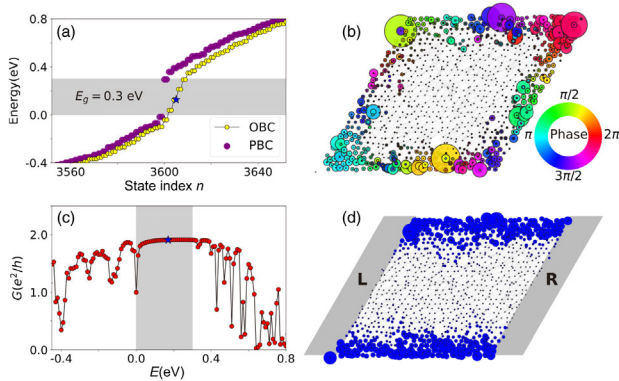 (a)
0.8
0.4
0.0
-0.4
Energy(eV)
E_g = 0.3 eV
OBC
PBC
3560 3600 3640
State index n
(b)
π/2
π Phase 2π
3π/2
(c)
2.0
1.0
0.0
G(e²/h)
-0.4 0.0 0.4 0.8
E(eV)
(d)
L
R